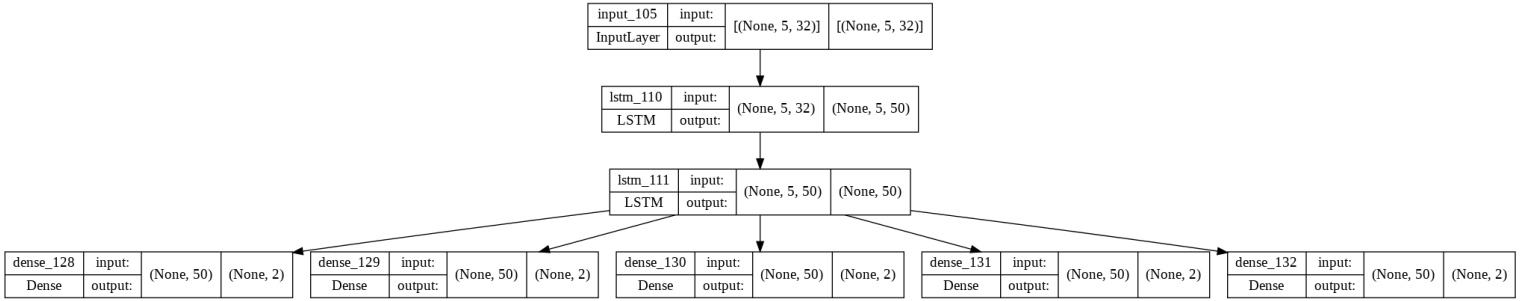 input_105 input: [(None, 5, 32)] [(None, 5, 32)]
InputLayer output:
lstm_110 input: (None, 5, 32) (None, 5, 50)
LSTM output:
lstm_111 input: (None, 5, 50) (None, 50)
LSTM output:
dense_128 input: (None, 50) (None, 2)
Dense output:
dense_129 input: (None, 50) (None, 2)
Dense output:
dense_130 input: (None, 50) (None, 2)
Dense output:
dense_131 input: (None, 50) (None, 2)
Dense output:
dense_132 input: (None, 50) (None, 2)
Dense output: